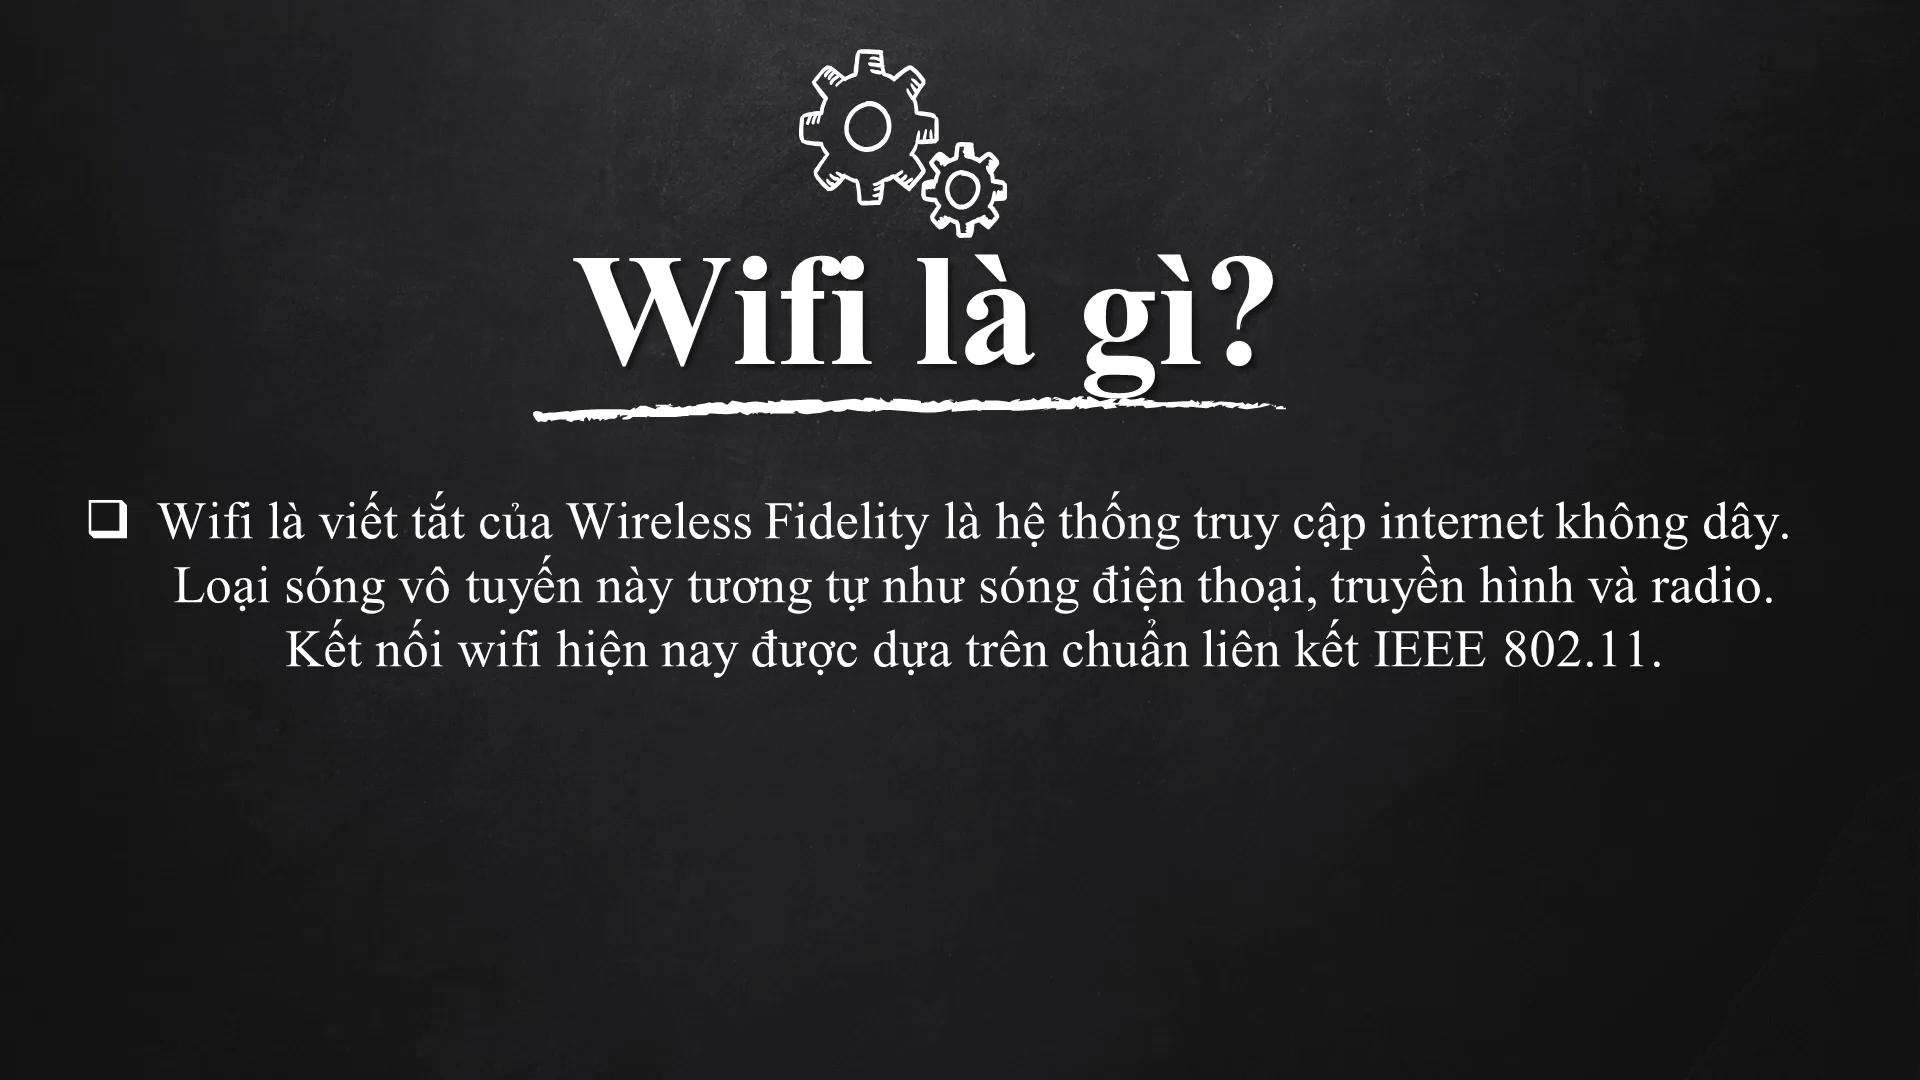 Wifi là gì?
❑ Wifi là viết tắt của Wireless Fidelity là hệ thống truy cập internet không dây.
Loại sóng vô tuyến này tương tự như sóng điện thoại, truyền hình và radio.
Kết nối wifi hiện nay được dựa trên chuẩn liên kết IEEE 802.11.